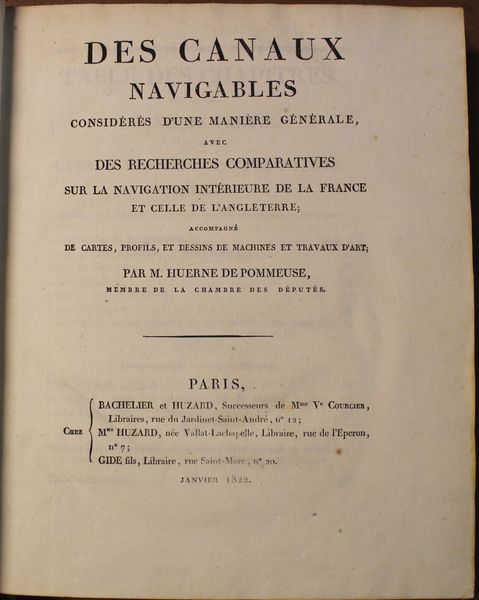 DES CANAUX
NAVIGABLES
CONSIDÉRÉS D'UNE MANIÈRE GÉNÉRALE,
AVEC
DES RECHERCHES COMPARATIVES
SUR LA NAVIGATION INTÉRIEURE DE LA FRANCE
ET CELLE DE L'ANGLETERRE;
ACCOMPAGNÉ
DE CARTES, PROFILS, ET DESSINS DE MACHINES ET TRAVAUX D'ART;
PAR M. HUERNE DE POMMEUSE,
MEMBRE DE LA CHAMBRE DES DÉPUTÉS.
PARIS,
CHEZ
BACHELIER et HUZARD, Successeurs de Mme Ve COURCIER,
Libraires, rue du Jardinet-Saint-André, n° 12;
Mme HUZARD, née Vallat-Lachapelle, Libraire, rue de l'Eperon,
n° 7;
GIDE fils, Libraire, rue Saint-Marc, n° 20.
JANVIER 1822.